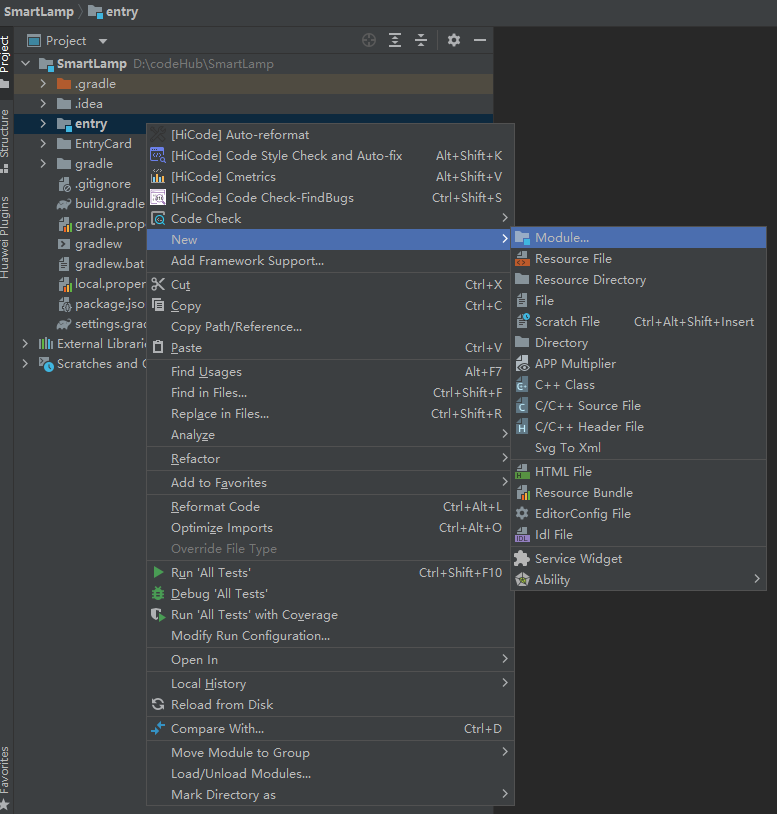 SmartLamp entry
Project
SmartLamp D:\codeHub\SmartLamp
.gradle
.idea
entry
EntryCard
gradle
.gitignore
build.gradle
gradle.prop
gradlew
gradlew.bat
local.proper
package.jso
settings.grad
External Librari
Scratches and C
Project
Structure
Huawei Plugins
Favorites
[HiCode] Auto-reformat
[HiCode] Code Style Check and Auto-fix Alt+Shift+K
[HiCode] Cmetrics Alt+Shift+V
[HiCode] Code Check-FindBugs Ctrl+Shift+S
Code Check
New
Add Framework Support...
Cut Ctrl+X
Copy Ctrl+C
Copy Path/Reference...
Paste Ctrl+V
Find Usages Alt+F7
Find in Files... Ctrl+Shift+F
Replace in Files... Ctrl+Shift+R
Analyze
Refactor
Add to Favorites
Reformat Code Ctrl+Alt+L
Optimize Imports Ctrl+Alt+O
Override File Type
Run 'All Tests' Ctrl+Shift+F10
Debug 'All Tests'
Run 'All Tests' with Coverage
Modify Run Configuration...
Open In
Local History
Reload from Disk
Compare With... Ctrl+D
Move Module to Group
Load/Unload Modules...
Mark Directory as
Module...
Resource File
Resource Directory
File
Scratch File Ctrl+Alt+Shift+Insert
Directory
APP Multiplier
C++ Class
C/C++ Source File
C/C++ Header File
Svg To Xml
HTML File
Resource Bundle
EditorConfig File
Idl File
Service Widget
Ability